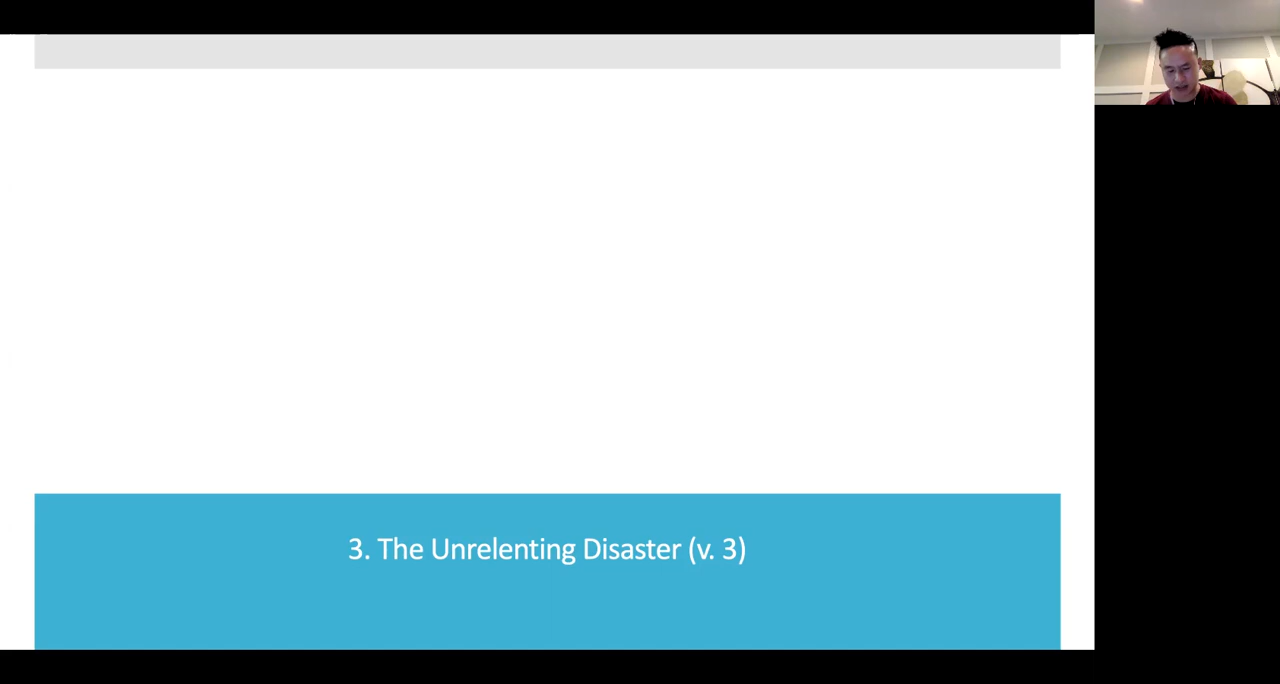 3. The Unrelenting Disaster (v. 3)